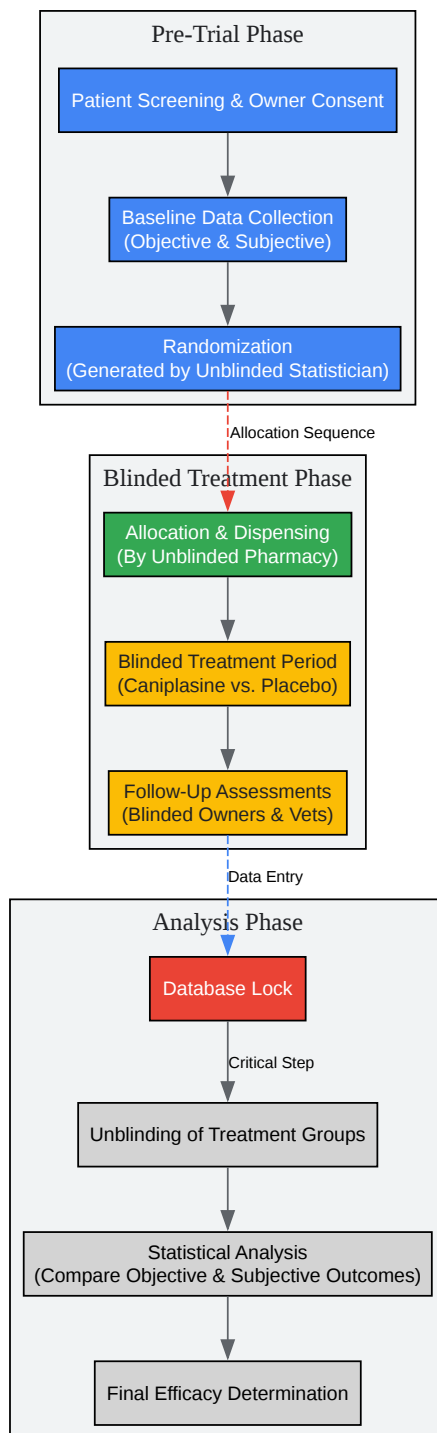 Pre-Trial Phase
Patient Screening & Owner Consent
Baseline Data Collection
(Objective & Subjective)
Randomization
(Generated by Unblinded Statistician)
Allocation Sequence
Blinded Treatment Phase
Allocation & Dispensing
(By Unblinded Pharmacy)
Blinded Treatment Period
(Caniplasine vs. Placebo)
Follow-Up Assessments
(Blinded Owners & Vets)
Data Entry
Analysis Phase
Database Lock
Critical Step
Unblinding of Treatment Groups
Statistical Analysis
(Compare Objective & Subjective Outcomes)
Final Efficacy Determination